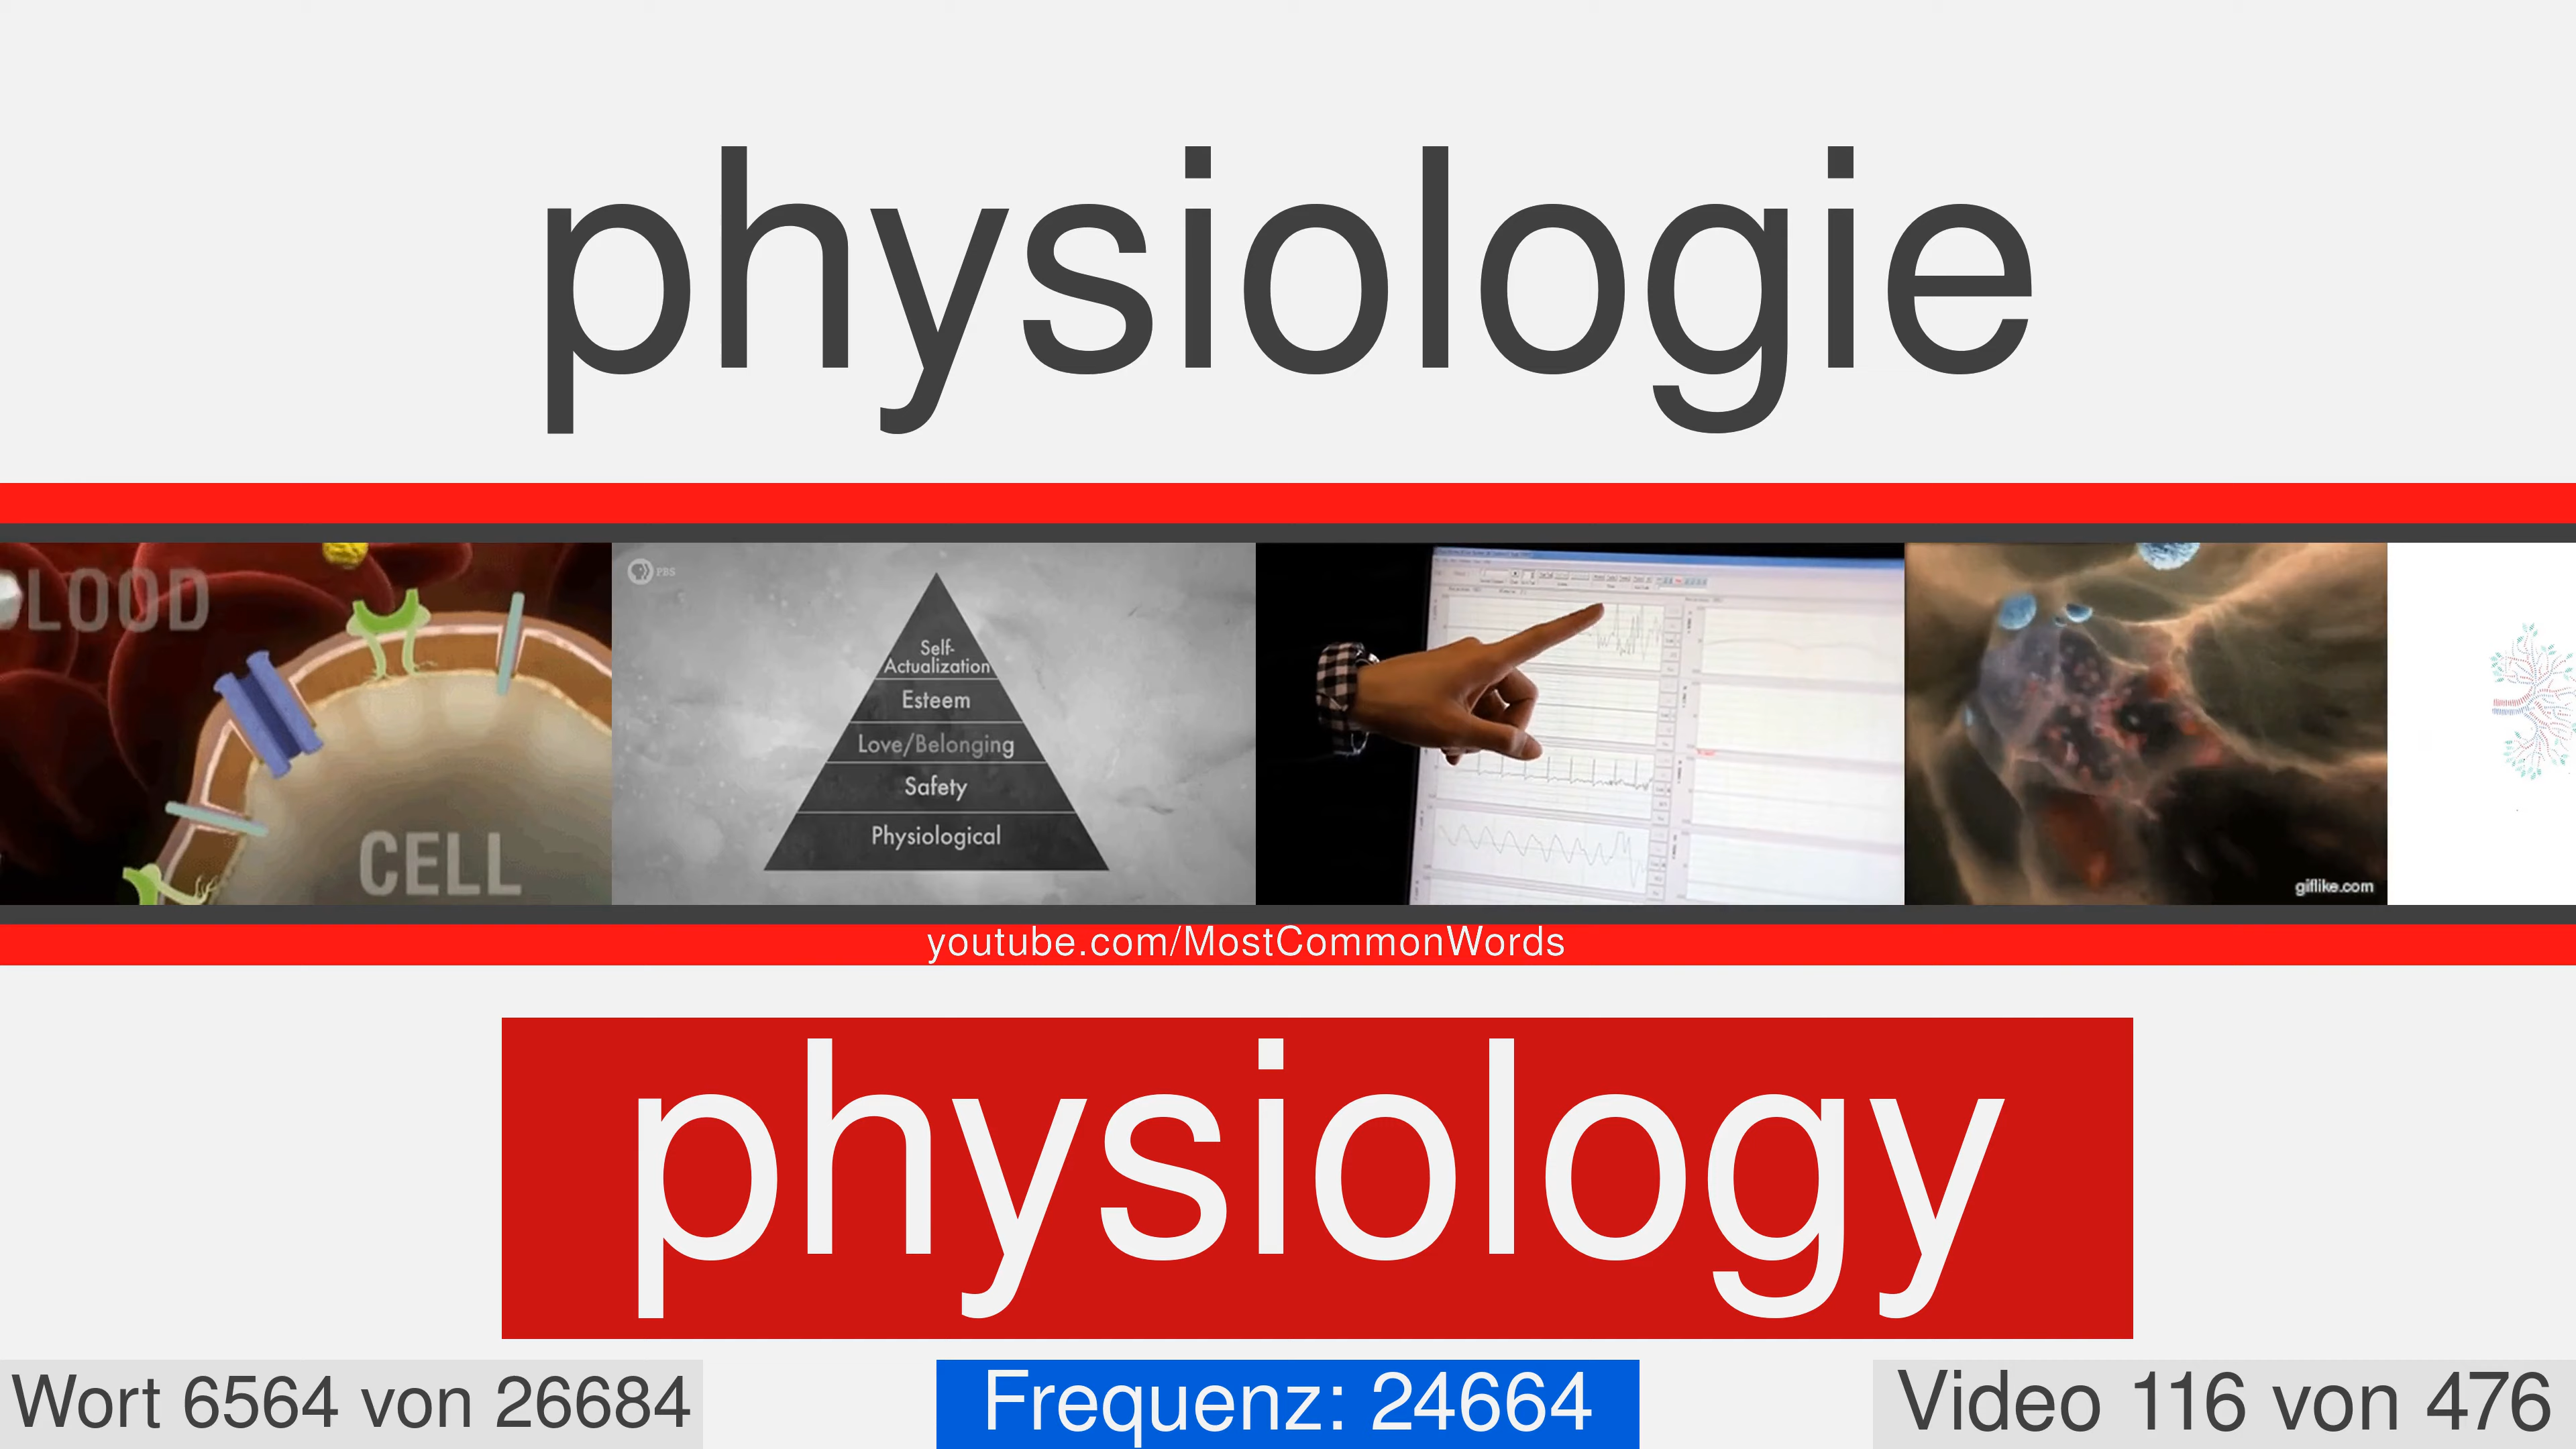 physiologie
LOOD
CELL
PBS
Self-
Actualization
Esteem
Love/Belonging
Safety
Physiological
giflike.com
youtube.com/MostCommonWords
physiology
Wort 6564 von 26684
Frequenz: 24664
Video 116 von 476